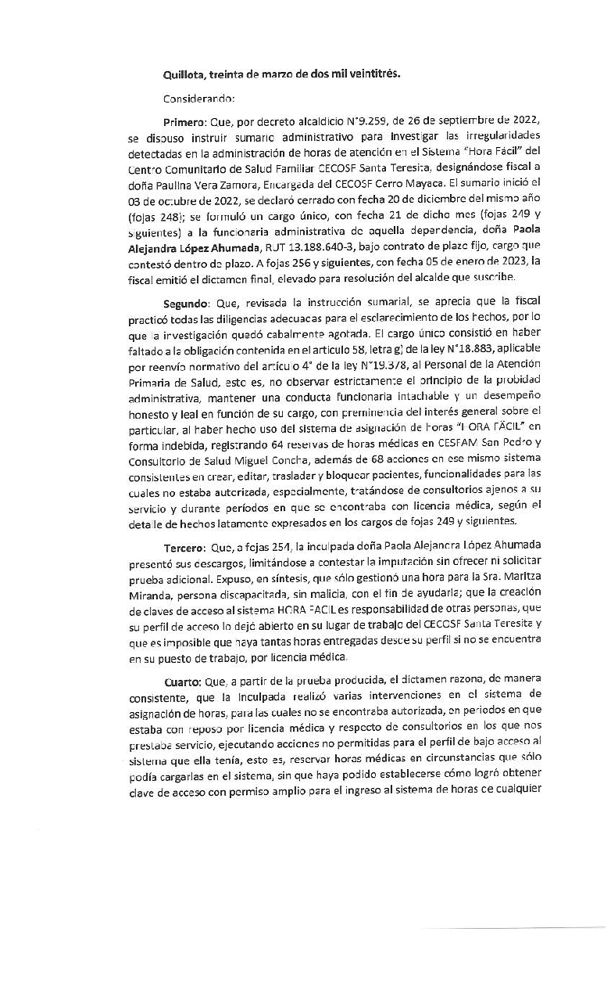 Quillota, treinta de marzo de dos mil veintitrés.
Considerando:
Primero: Que, por decreto alcaldicio N°9.259, de 26 de septiembre de 2022,
se dispuso instruir sumario administrativo para investigar las irregularidades
detectadas en la administración de horas de atención en el Sistema "Hora Fácil" del
Centro Comunitario de Salud Familiar CECOSF Santa Teresita, designándose fiscal a
doña Paulina Vera Zamora, Encargada del CECOSF Cerro Mayaca. El sumario inició el
03 de octubre de 2022, se declaró cerrado con fecha 20 de diciembre del mismo año
(fojas 248); se formuló un cargo único, con fecha 21 de dicho mes (fojas 249 y
siguientes) a la funcionaria administrativa de aquella dependencia, doña Paola
Alejandra López Ahumada, RUT 13.188.640-3, bajo contrato de plazo fijo, cargo que
contestó dentro de plazo. A fojas 256 y siguientes, con fecha 05 de enero de 2023, la
fiscal emitió el dictamen final, elevado para resolución del alcalde que suscribe.
Segundo: Que, revisada la instrucción sumarial, se aprecia que la fiscal
practicó todas las diligencias adecuadas para el esclarecimiento de los hechos, por lo
que la investigación quedó cabalmente agotada. El cargo único consistió en haber
faltado a la obligación contenida en el artículo 58, letra g) de la ley N°18.883, aplicable
por reenvío normativo del artículo 4° de la ley N°19.378, al Personal de la Atención
Primaria de Salud, esto es, no observar estrictamente el principio de la probidad
administrativa, mantener una conducta funcionaria intachable y un desempeño
honesto y leal en función de su cargo, con preminencia del interés general sobre el
particular, al haber hecho uso del sistema de asignación de horas "HORA FÄCIL" en
forma indebida, registrando 64 reservas de horas médicas en CESFAM San Pedro y
Consultorio de Salud Miguel Concha, además de 68 acciones en ese mismo sistema
consistentes en crear, editar, trasladar y bloquear pacientes, funcionalidades para las
cuales no estaba autorizada, especialmente, tratándose de consultorios ajenos a su
servicio y durante períodos en que se encontraba con licencia médica, según el
detalle de hechos latamente expresados en los cargos de fojas 249 y siguientes.
Tercero: Que, a fojas 254, la inculpada doña Paola Alejandra López Ahumada
presentó sus descargos, limitándose a contestar la imputación sin ofrecer ni solicitar
prueba adicional. Expuso, en síntesis, que sólo gestionó una hora para la Sra. Maritza
Miranda, persona discapacitada, sin malicia, con el fin de ayudarla; que la creación
de claves de acceso al sistema HORA FACIL es responsabilidad de otras personas, que
su perfil de acceso lo dejó abierto en su lugar de trabajo del CECOSF Santa Teresita y
que es imposible que haya tantas horas entregadas desde su perfil si no se encuentra
en su puesto de trabajo, por licencia médica.
Cuarto: Que, a partir de la prueba producida, el dictamen razona, de manera
consistente, que la inculpada realizó varias intervenciones en el sistema de
asignación de horas, para las cuales no se encontraba autorizada, en periodos en que
estaba con reposo por licencia médica y respecto de consultorios en los que nos
prestaba servicio, ejecutando acciones no permitidas para el perfil de bajo acceso al
sistema que ella tenía, esto es, reservar horas médicas en circunstancias que sólo
podía cargarlas en el sistema, sin que haya podido establecerse cómo logró obtener
clave de acceso con permiso amplio para el ingreso al sistema de horas de cualquier